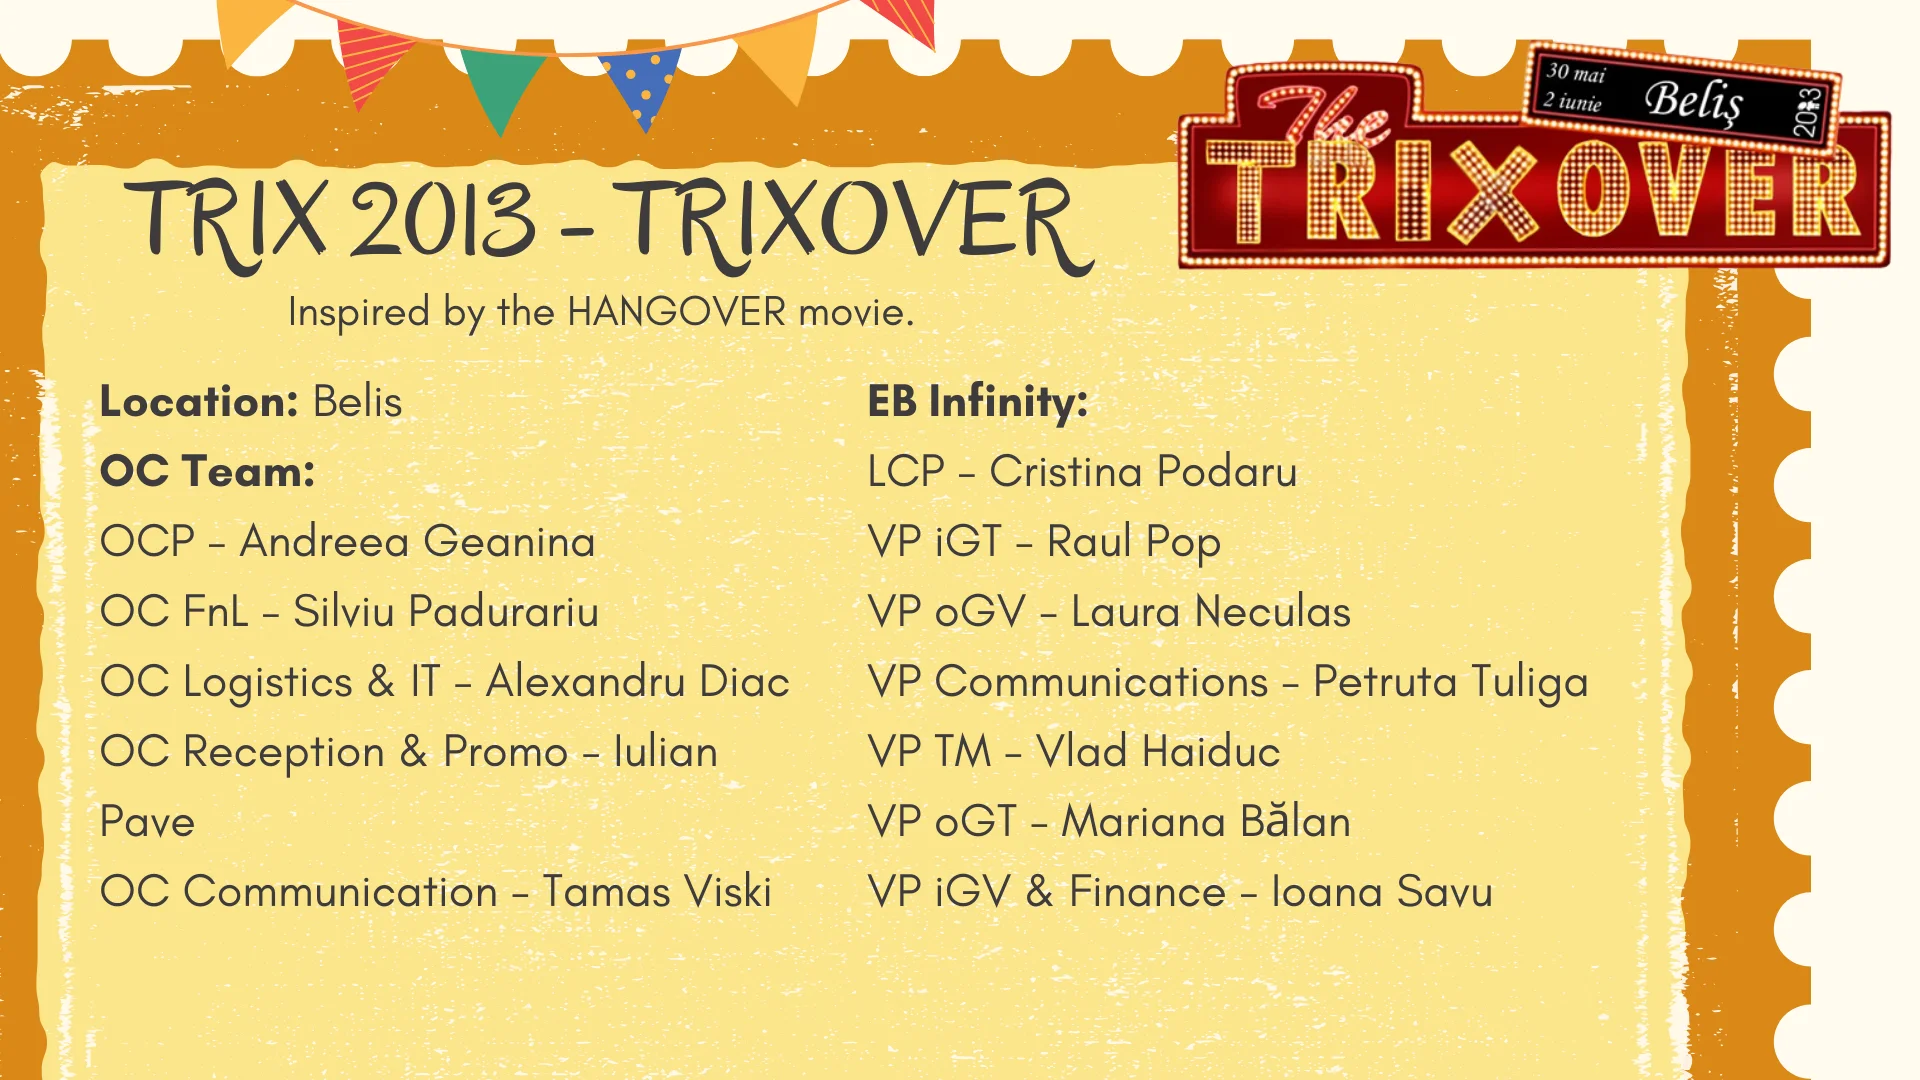 The
TRIXOVER
30 mai
2 iunie
Beliș
2013
TRIX 2013 - TRIXOVER
Inspired by the HANGOVER movie.
Location: Belis
OC Team:
OCP - Andreea Geanina
OC FnL - Silviu Padurariu
OC Logistics & IT - Alexandru Diac
OC Reception & Promo - Iulian
Pave
OC Communication - Tamas Viski
EB Infinity:
LCP - Cristina Podaru
VP iGT - Raul Pop
VP oGV - Laura Neculas
VP Communications - Petruta Tuliga
VP TM - Vlad Haiduc
VP oGT - Mariana Bălan
VP iGV & Finance - Ioana Savu